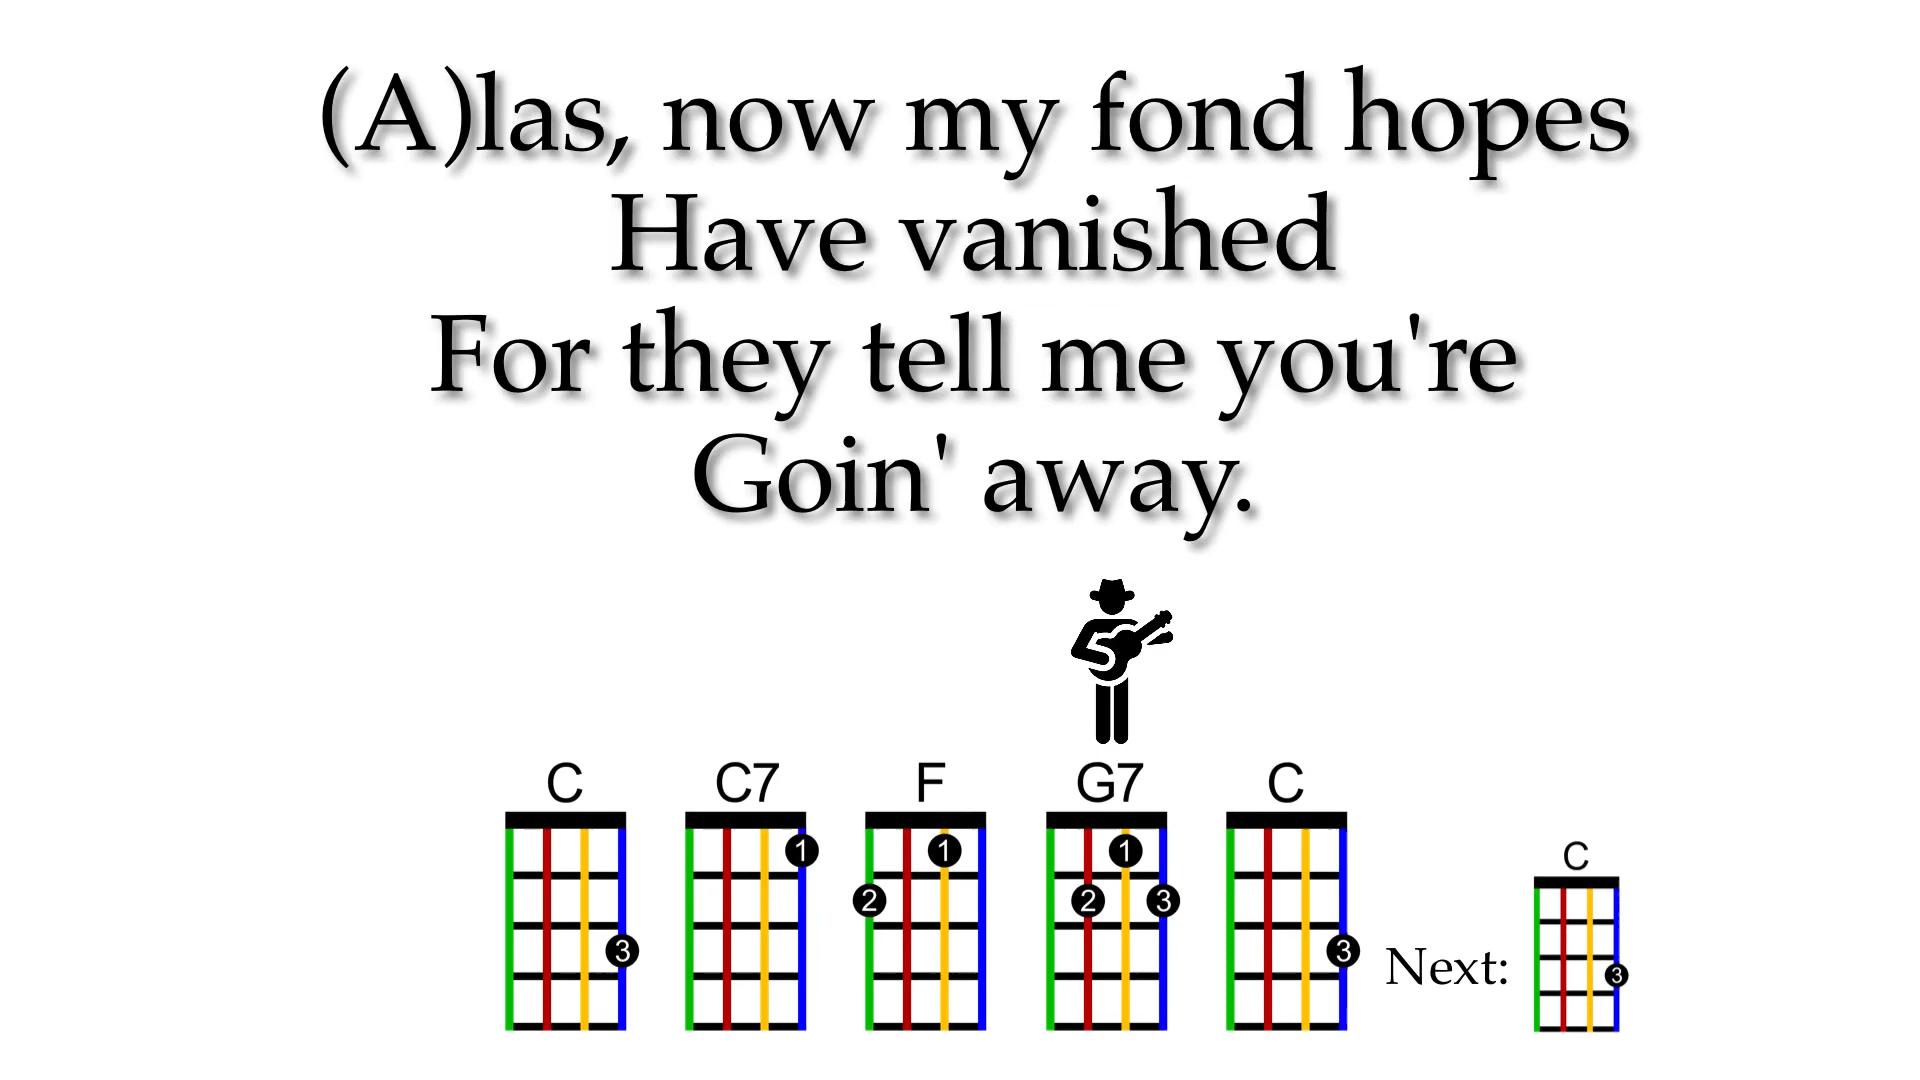 (A)las, now my fond hopes
Have vanished
For they tell me you're
Goin' away.
C C7 F G7 C
C
1 1 1
2 2 3
3 3
Next:
3